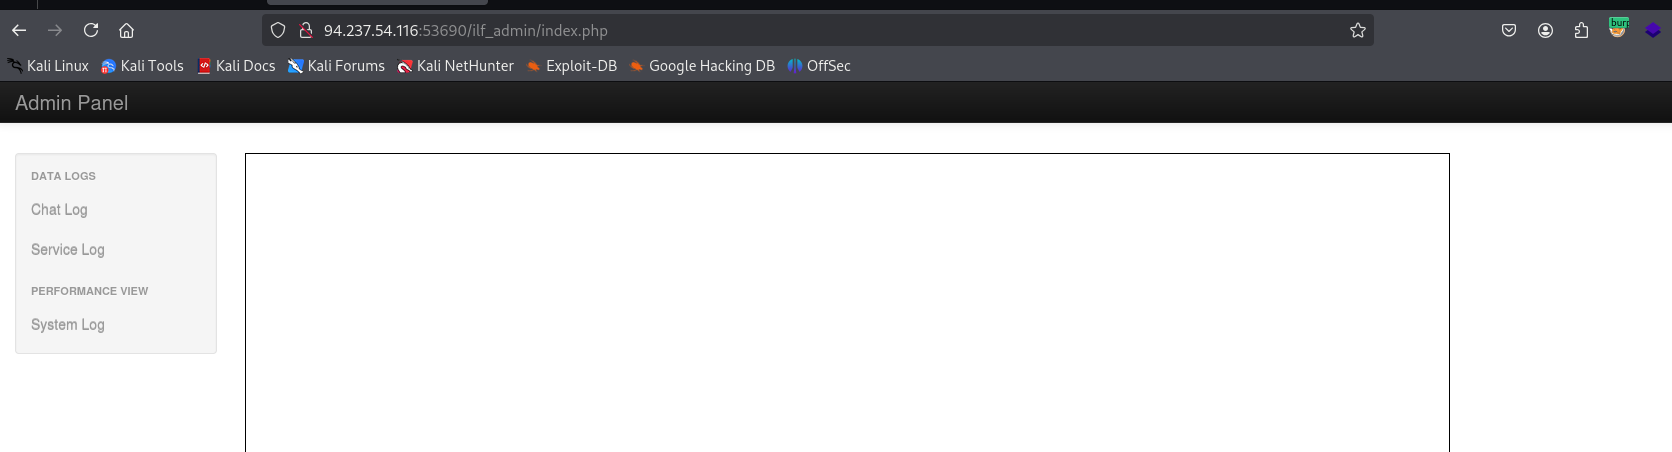 94.237.54.116:53690/ilf_admin/index.php
burp
Kali Linux Kali Tools Kali Docs Kali Forums Kali NetHunter Exploit-DB Google Hacking DB OffSec
Admin Panel
DATA LOGS
Chat Log
Service Log
PERFORMANCE VIEW
System Log